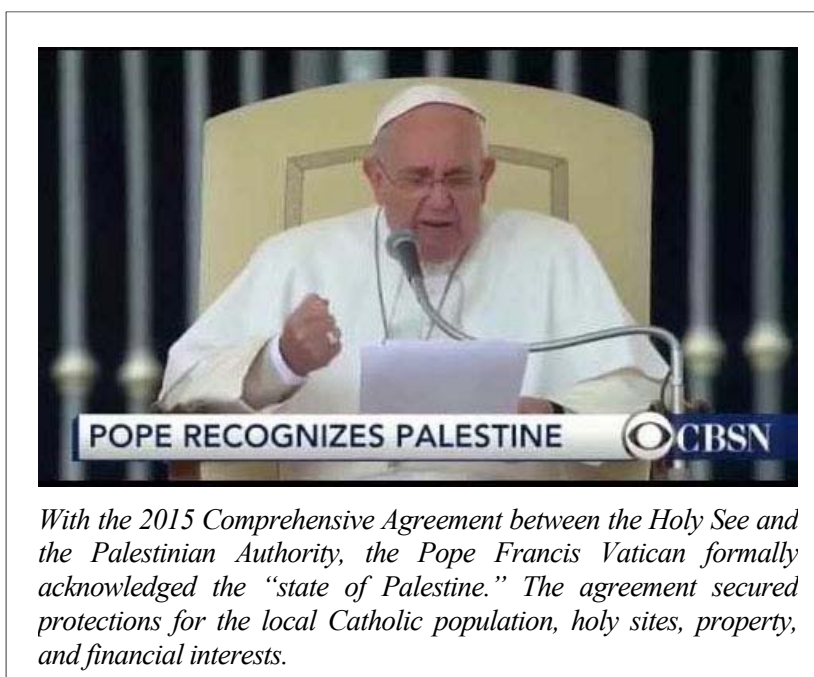 POPE RECOGNIZES PALESTINE CBSN
With the 2015 Comprehensive Agreement between the Holy See and
the Palestinian Authority, the Pope Francis Vatican formally
acknowledged the “state of Palestine.” The agreement secured
protections for the local Catholic population, holy sites, property,
and financial interests.